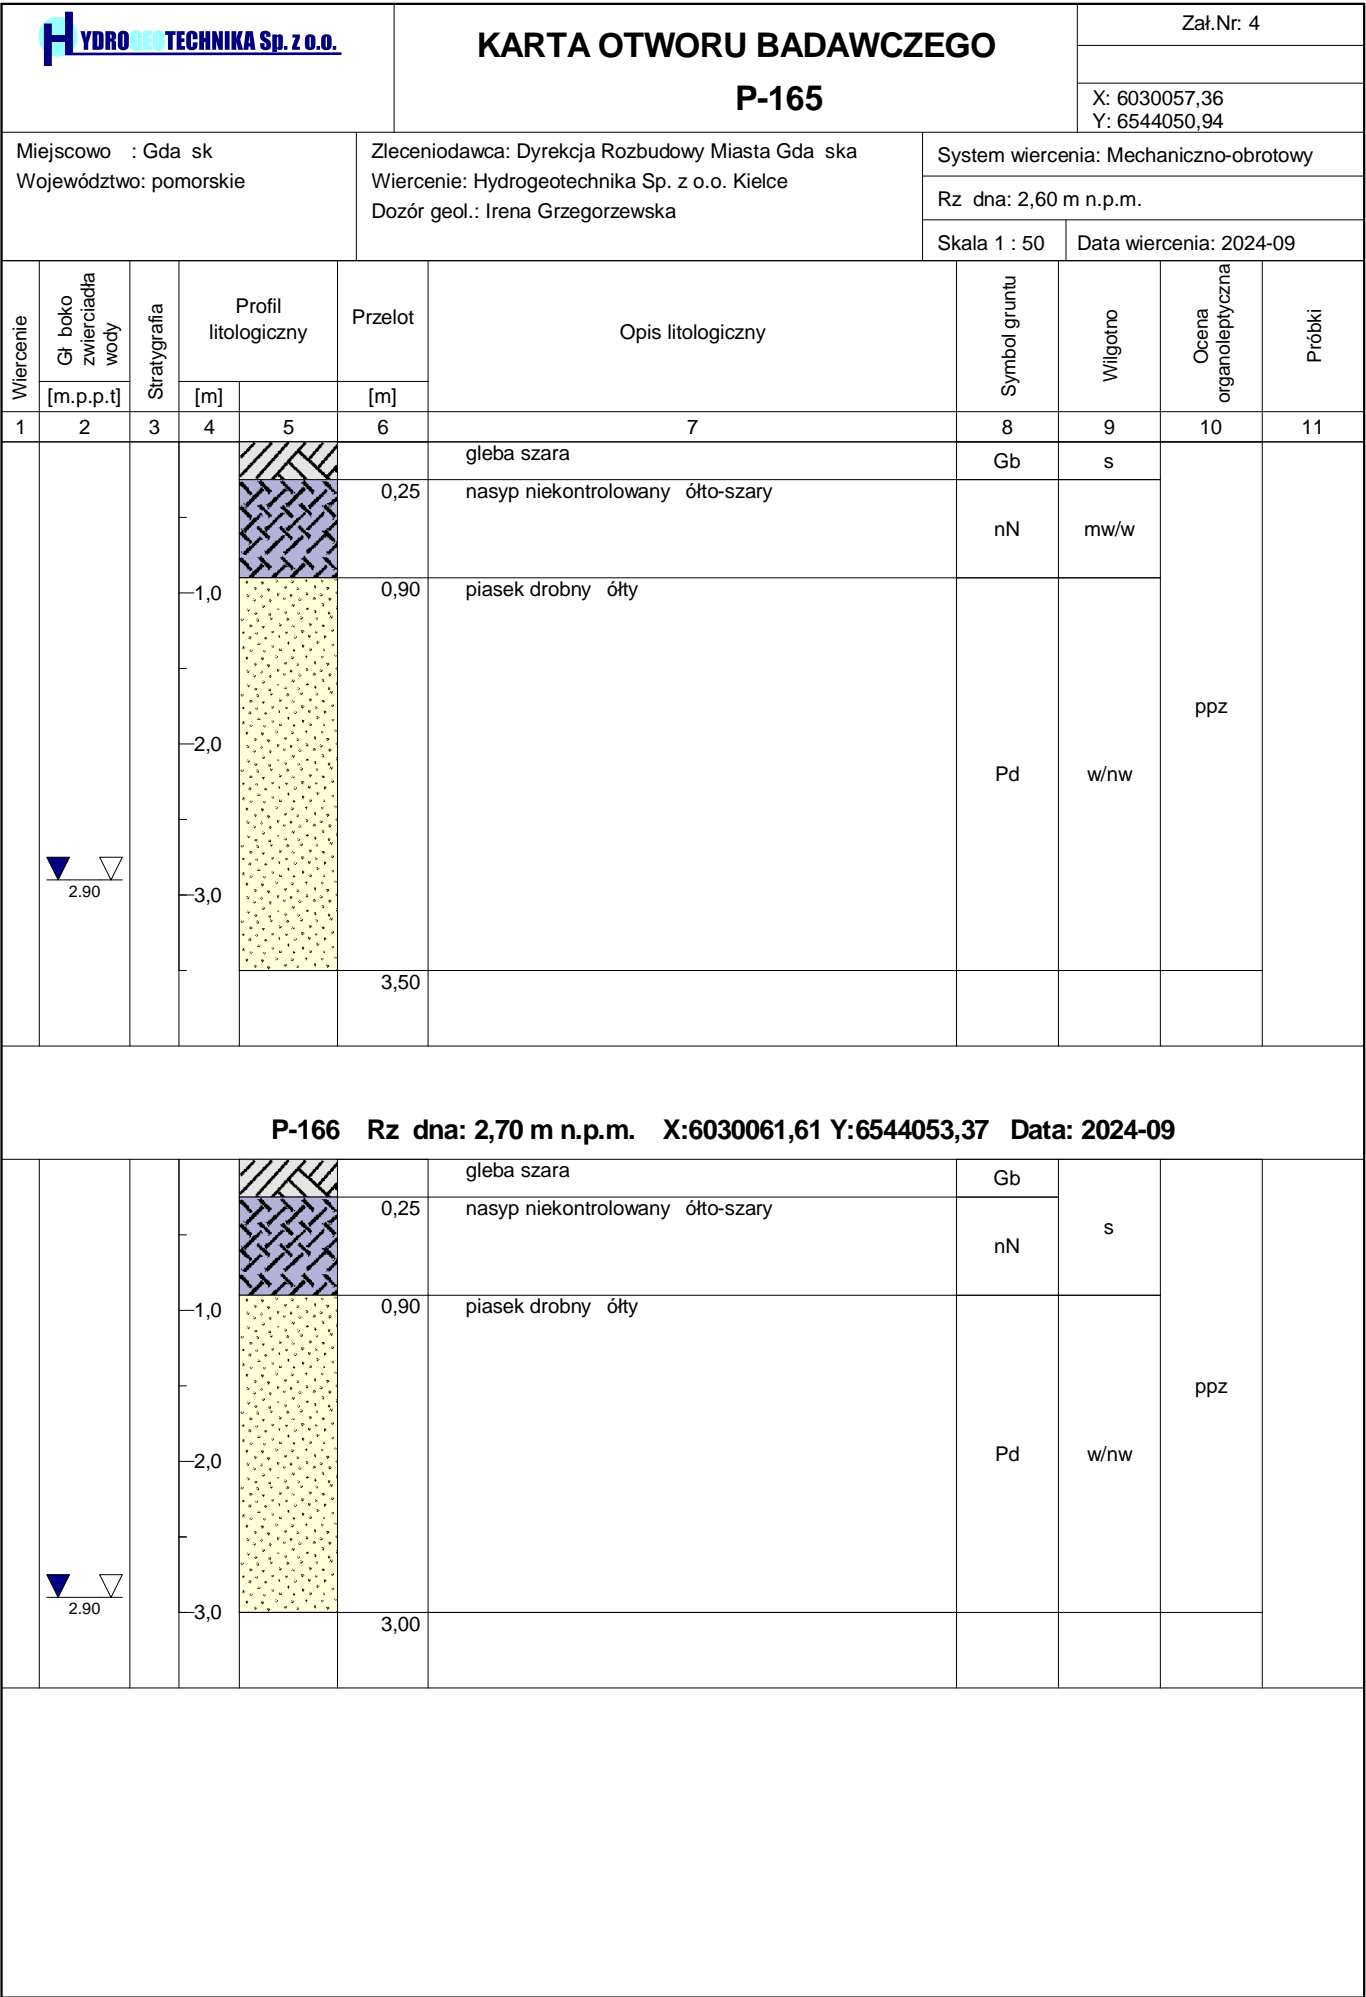 HYDROGEOTECHNIKA Sp. z o.o.
KARTA OTWORU BADAWCZEGO
P-165
Zał.Nr: 4
X: 6030057,36
Y: 6544050,94
Miejscowo : Gda sk
Województwo: pomorskie
Zleceniodawca: Dyrekcja Rozbudowy Miasta Gda ska
Wiercenie: Hydrogeotechnika Sp. z o.o. Kielce
Dozór geol.: Irena Grzegorzewska
System wiercenia: Mechaniczno-obrotowy
Rz dna: 2,60 m n.p.m.
Skala 1 : 50
Data wiercenia: 2024-09
Wiercenie
Gł boko
zwierciadła
wody
[m.p.p.t]
Stratygrafia
Profil
litologiczny
[m]
Przelot
[m]
Opis litologiczny
Symbol gruntu
Wilgotno
Ocena
organoleptyczna
Próbki
1 2 3 4 5 6 7 8 9 10 11
gleba szara
Gb
s
0,25
nasyp niekontrolowany ółto-szary
nN
mw/w
1,0
0,90
piasek drobny ółty
ppz
2,0
Pd
w/nw
2.90
3,0
3,50
P-166 Rz dna: 2,70 m n.p.m. X:6030061,61 Y:6544053,37 Data: 2024-09
gleba szara
Gb
0,25
nasyp niekontrolowany ółto-szary
s
nN
1,0
0,90
piasek drobny ółty
ppz
2,0
Pd
w/nw
2.90
3,0
3,00